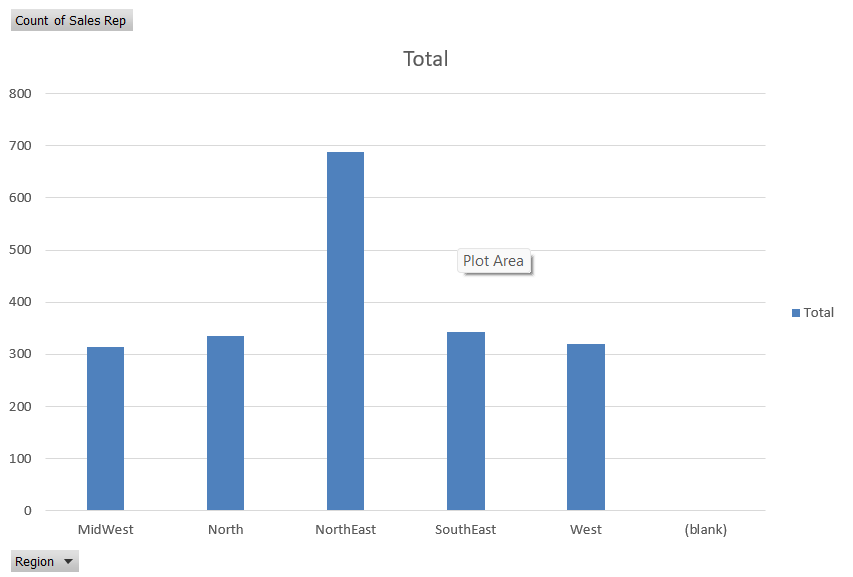 Count of Sales Rep
Total
800
700
600
500
Plot Area
400
Total
300
200
100
0
MidWest North NorthEast SouthEast West (blank)
Region